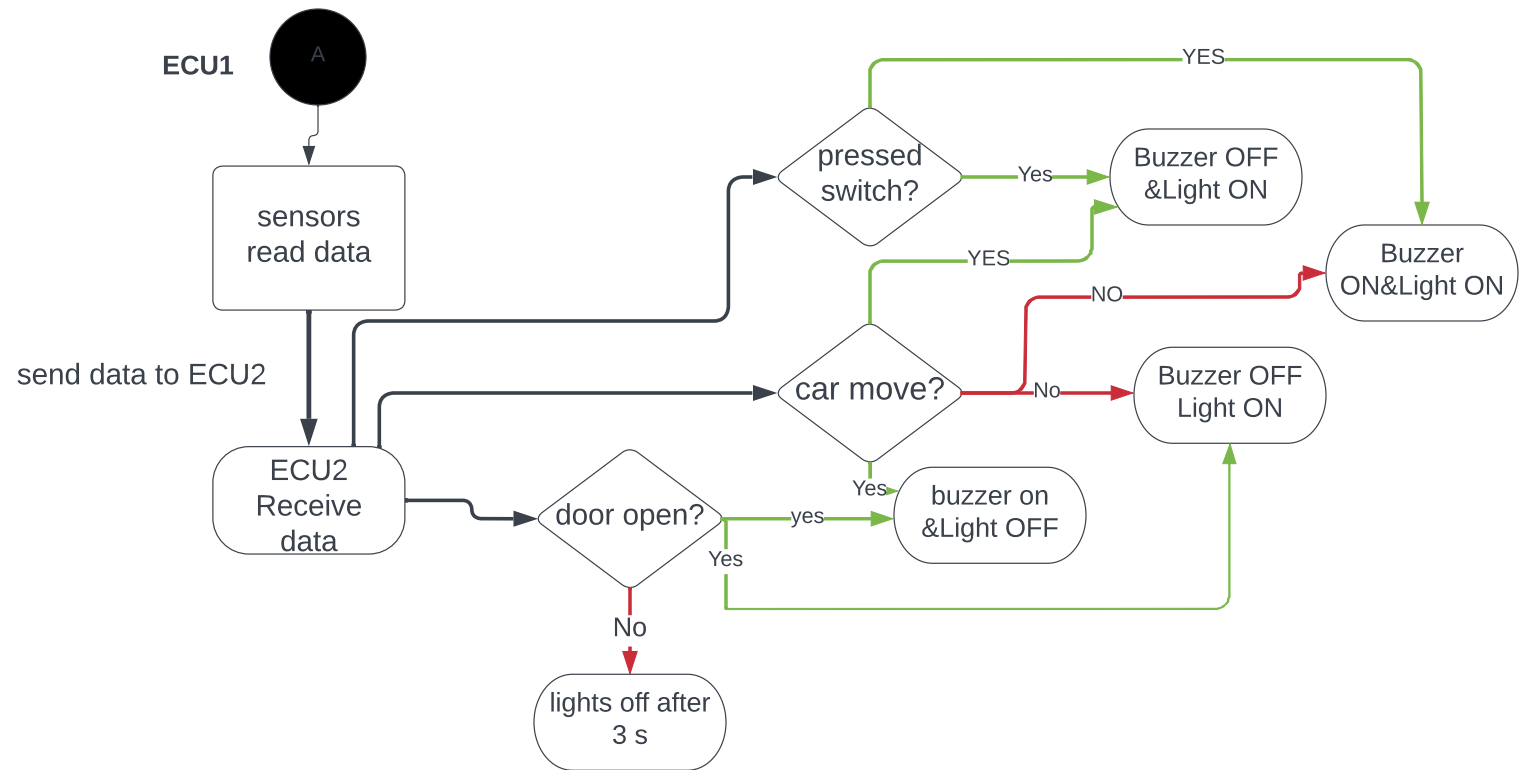 A
ECU1
YES
pressed
switch?
Yes
Buzzer OFF
&Light ON
sensors
read data
YES
Buzzer
ON&Light ON
NO
send data to ECU2
car move?
No
Buzzer OFF
Light ON
ECU2
Receive
data
door open?
yes
Yes
buzzer on
&Light OFF
Yes
No
lights off after
3 s